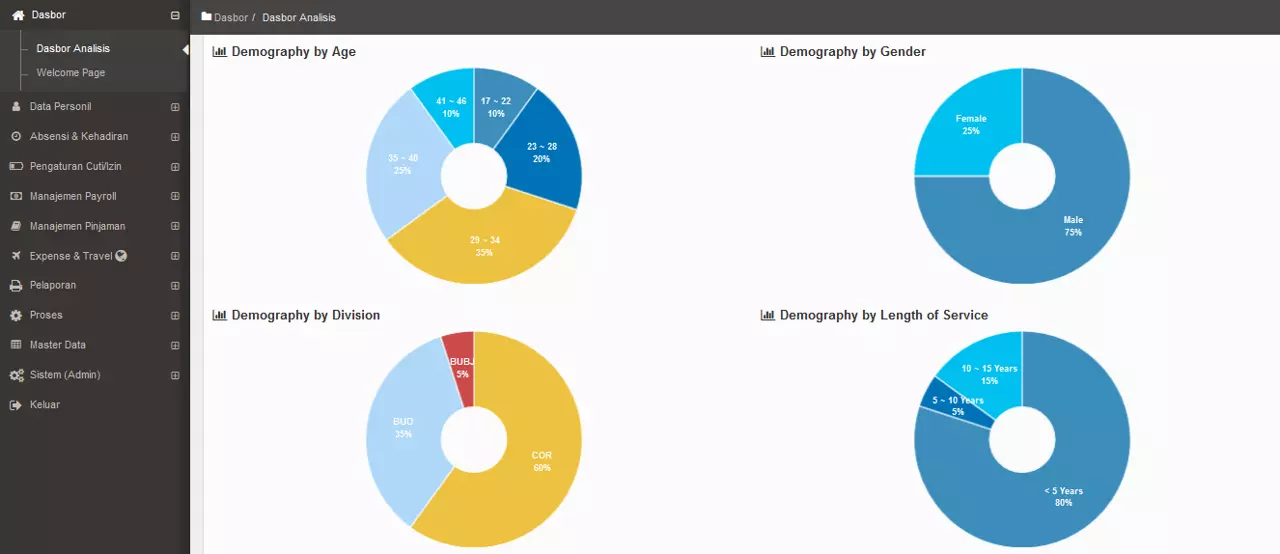 Dasbor
Dasbor Analisis
Welcome Page
Data Personil
Absensi & Kehadiran
Pengaturan Cuti/Izin
Manajemen Payroll
Manajemen Pinjaman
Expense & Travel
Pelaporan
Proses
Master Data
Sistem (Admin)
Keluar
Dasbor / Dasbor Analisis
Demography by Age
41 ~ 46
10%
17 ~ 22
10%
23 ~ 28
20%
35 ~ 40
25%
29 ~ 34
35%
Demography by Gender
Female
25%
Male
75%
Demography by Division
BUBJ
5%
BUD
35%
COR
60%
Demography by Length of Service
10 ~ 15 Years
15%
5 ~ 10 Years
5%
< 5 Years
80%